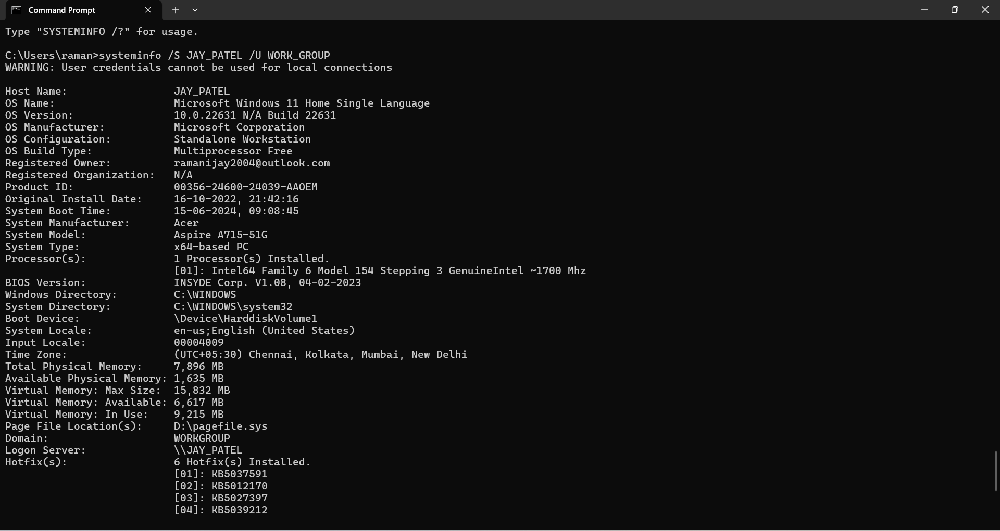 Command Prompt
Type "SYSTEMINFO /?" for usage.
C:\Users\raman>systeminfo /S JAY_PATEL /U WORK_GROUP
WARNING: User credentials cannot be used for local connections
Host Name: JAY_PATEL
OS Name: Microsoft Windows 11 Home Single Language
OS Version: 10.0.22631 N/A Build 22631
OS Manufacturer: Microsoft Corporation
OS Configuration: Standalone Workstation
OS Build Type: Multiprocessor Free
Registered Owner: ramanijay2004@outlook.com
Registered Organization: N/A
Product ID: 00356-24600-24039-AAOEM
Original Install Date: 16-10-2022, 21:42:16
System Boot Time: 15-06-2024, 09:08:45
System Manufacturer: Acer
System Model: Aspire A715-51G
System Type: x64-based PC
Processor(s): 1 Processor(s) Installed.
[01]: Intel64 Family 6 Model 154 Stepping 3 GenuineIntel ~1700 Mhz
BIOS Version: INSYDE Corp. V1.08, 04-02-2023
Windows Directory: C:\WINDOWS
System Directory: C:\WINDOWS\system32
Boot Device: \Device\HarddiskVolume1
System Locale: en-us;English (United States)
Input Locale: 00004009
Time Zone: (UTC+05:30) Chennai, Kolkata, Mumbai, New Delhi
Total Physical Memory: 7,896 MB
Available Physical Memory: 1,635 MB
Virtual Memory: Max Size: 15,832 MB
Virtual Memory: Available: 6,617 MB
Virtual Memory: In Use: 9,215 MB
Page File Location(s): D:\pagefile.sys
Domain: WORKGROUP
Logon Server: \\JAY_PATEL
Hotfix(s): 6 Hotfix(s) Installed.
[01]: KB5037591
[02]: KB5012170
[03]: KB5027397
[04]: KB5039212